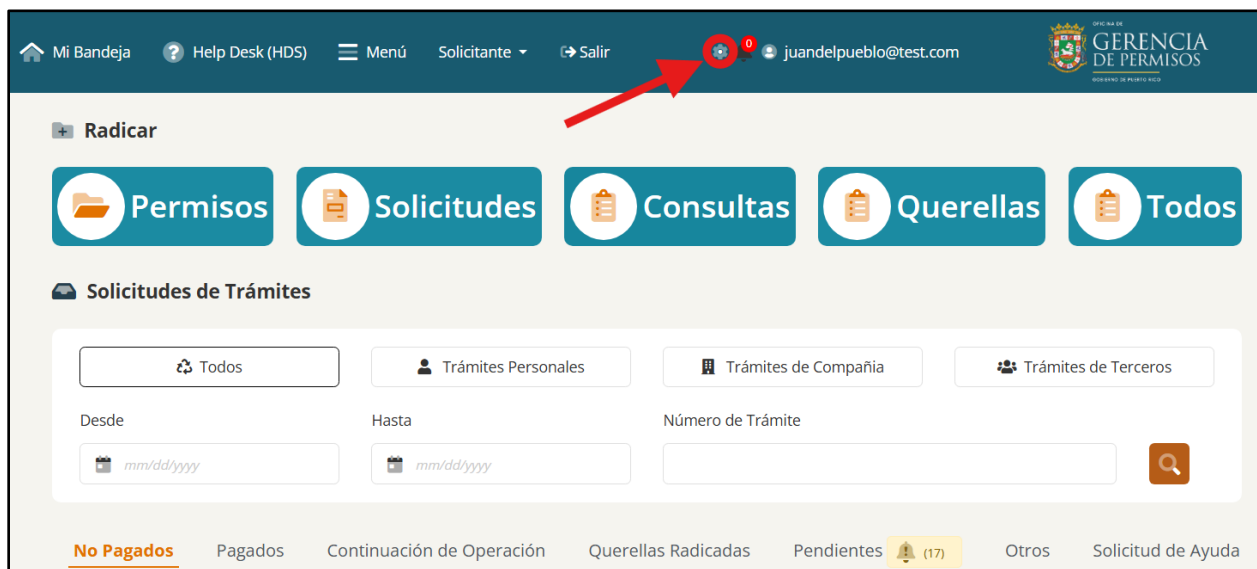 Mi Bandeja
? Help Desk (HDS)
Menú
Solicitante
Salir
0
juandelpueblo@test.com
OFICINA DE
GERENCIA
DE PERMISOS
GOBIERNO DE PUERTO RICO
Radicar
Permisos
Solicitudes
Consultas
Querellas
Todos
Solicitudes de Trámites
Todos
Trámites Personales
Trámites de Compañia
Trámites de Terceros
Desde
Hasta
Número de Trámite
mm/dd/yyyy
mm/dd/yyyy
No Pagados
Pagados
Continuación de Operación
Querellas Radicadas
Pendientes (17)
Otros
Solicitud de Ayuda